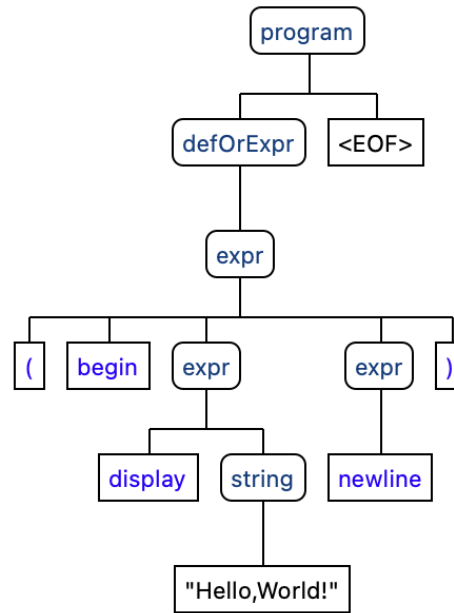 program
defOrExpr <EOF>
expr
( begin expr expr )
display string newline
"Hello,World!"